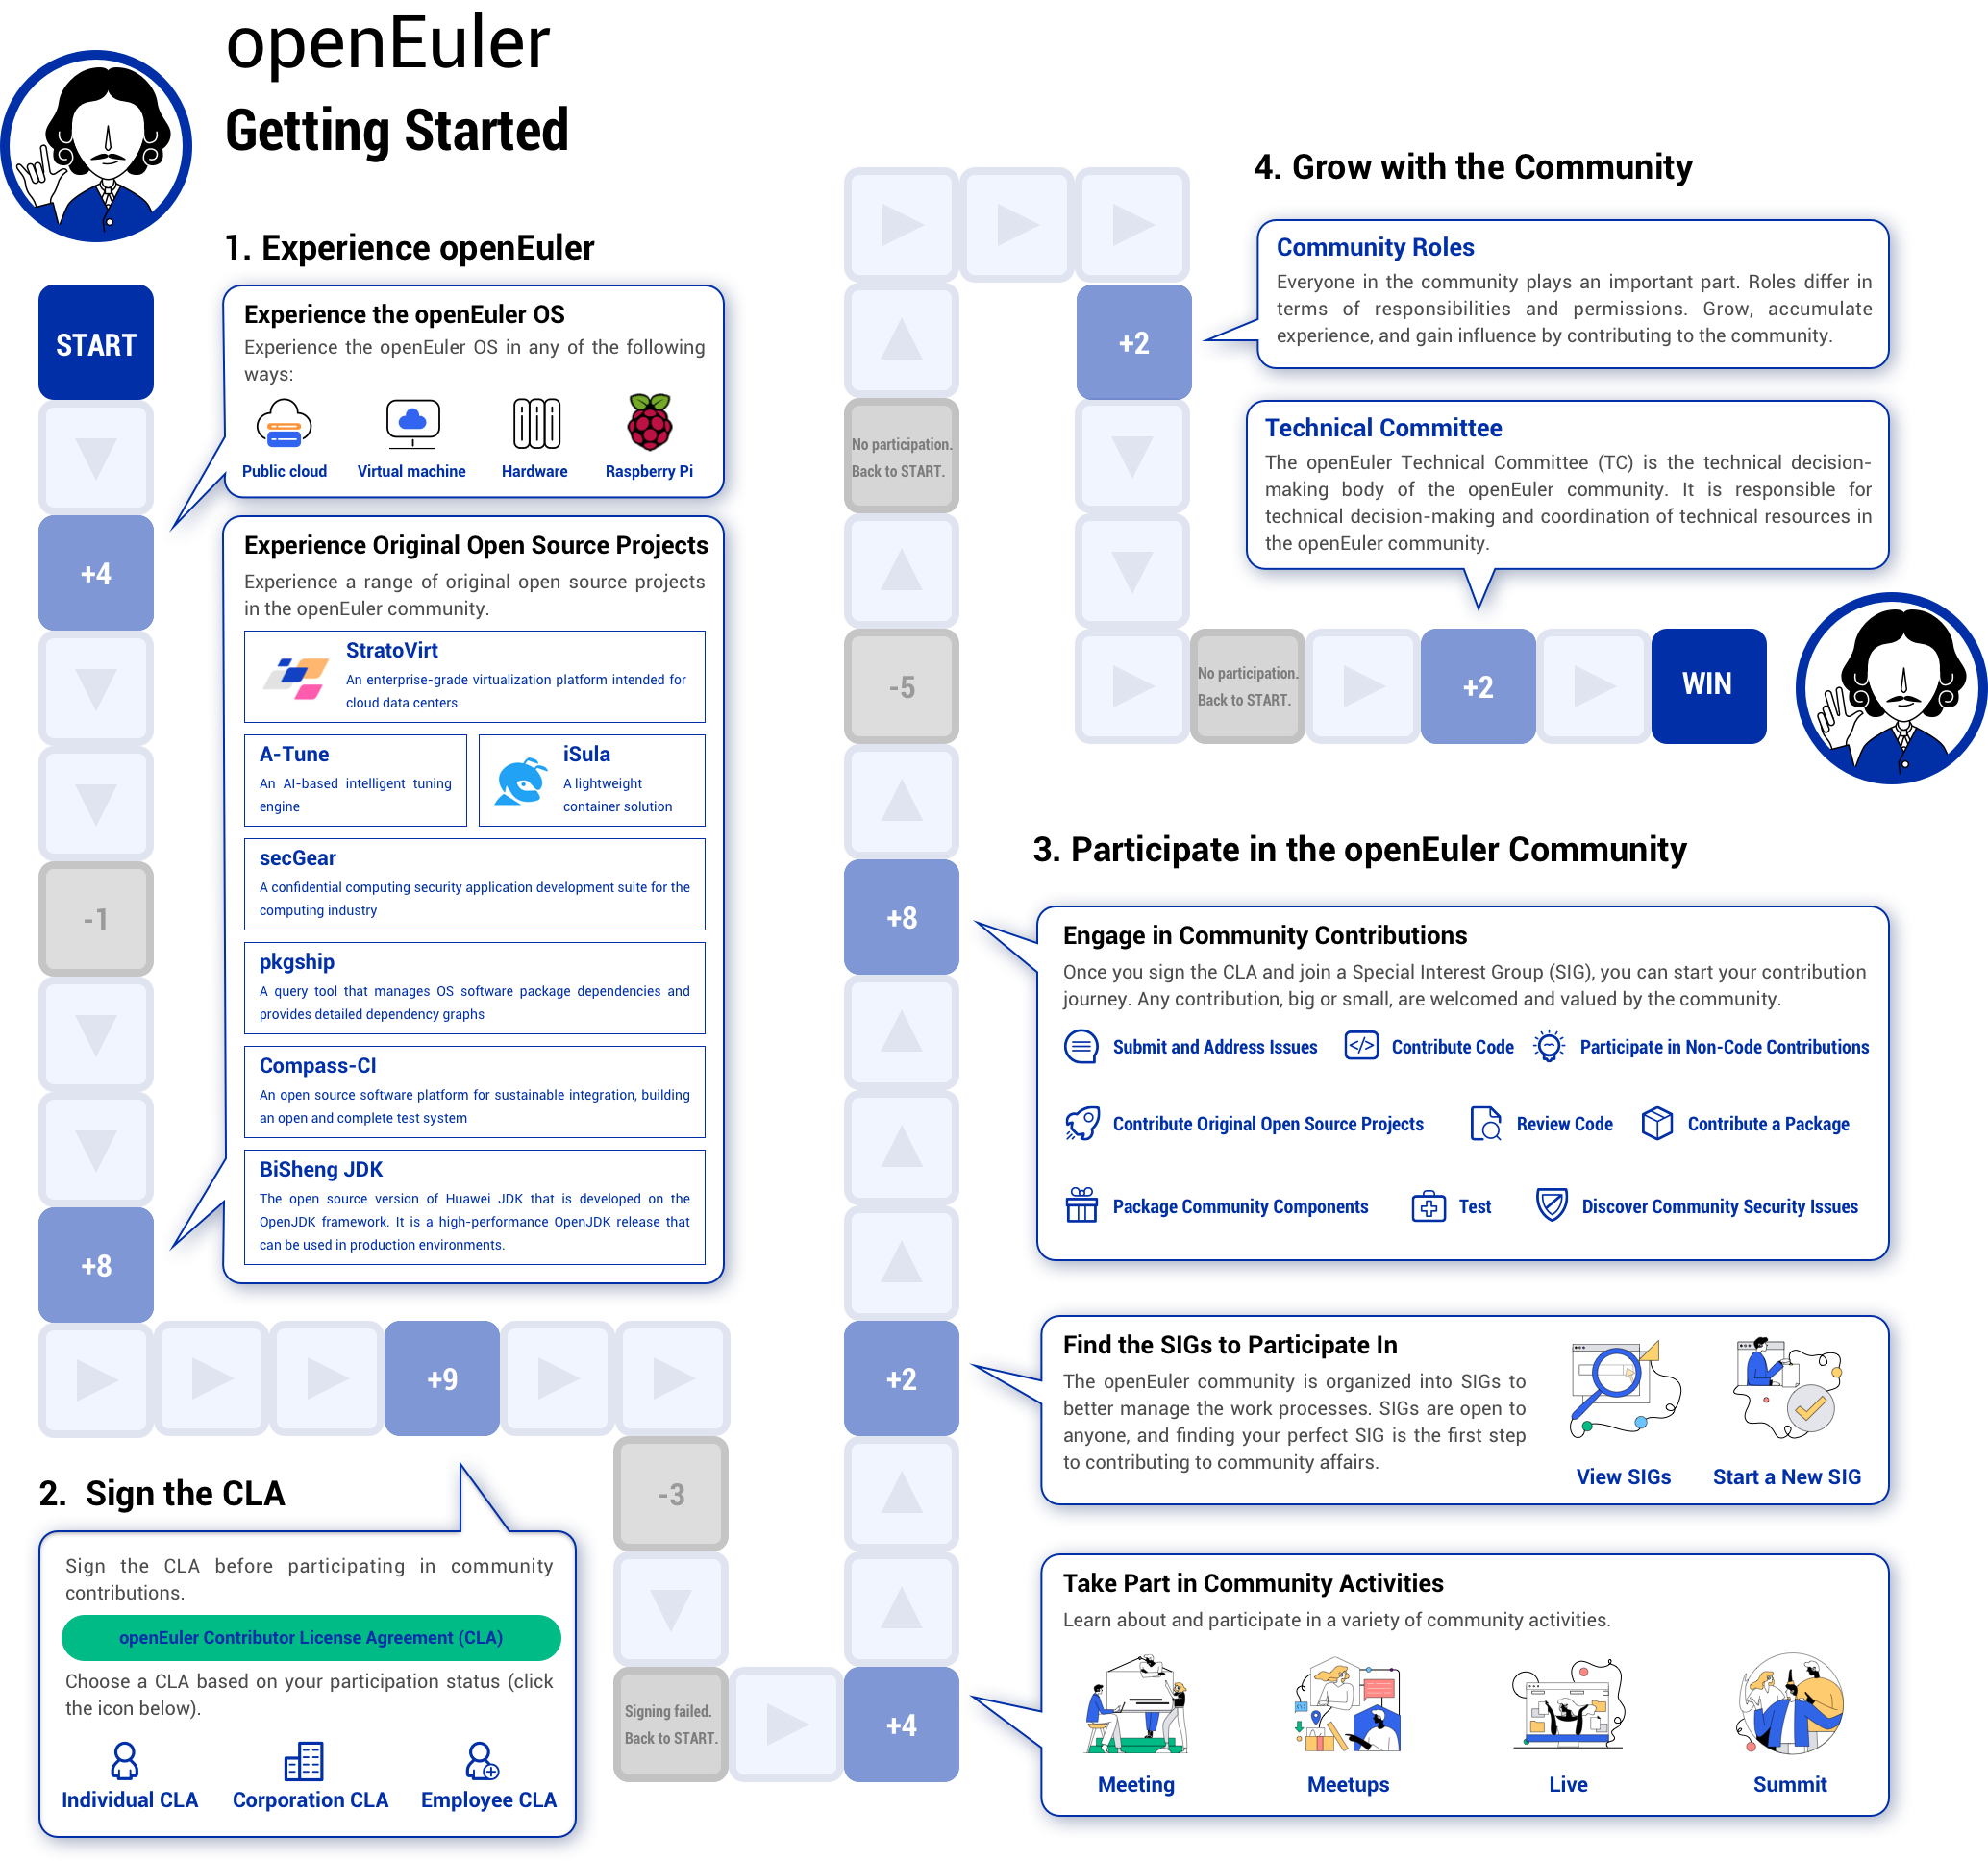 openEuler
Getting Started
1. Experience openEuler
START
Experience the openEuler OS
Experience the openEuler OS in any of the following
ways:
Public cloud
Virtual machine
Hardware
Raspberry Pi
+4
Experience Original Open Source Projects
Experience a range of original open source projects
in the openEuler community.
StratoVirt
An enterprise-grade virtualization platform intended for
cloud data centers
A-Tune
An AI-based intelligent tuning
engine
iSula
A lightweight
container solution
-1
secGear
A confidential computing security application development suite for the
computing industry
pkgship
A query tool that manages OS software package dependencies and
provides detailed dependency graphs
Compass-CI
An open source software platform for sustainable integration, building
an open and complete test system
BiSheng JDK
The open source version of Huawei JDK that is developed on the
OpenJDK framework. It is a high-performance OpenJDK release that
can be used in production environments.
+8
+9
2. Sign the CLA
Sign the CLA before participating in community
contributions.
openEuler Contributor License Agreement (CLA)
Choose a CLA based on your participation status (click
the icon below).
Individual CLA
Corporation CLA
Employee CLA
-3
Signing failed.
Back to START.
+4
Take Part in Community Activities
Learn about and participate in a variety of community activities.
Meeting
Meetups
Live
Summit
+2
Find the SIGs to Participate In
The openEuler community is organized into SIGs to
better manage the work processes. SIGs are open to
anyone, and finding your perfect SIG is the first step
to contributing to community affairs.
View SIGs
Start a New SIG
3. Participate in the openEuler Community
+8
Engage in Community Contributions
Once you sign the CLA and join a Special Interest Group (SIG), you can start your contribution
journey. Any contribution, big or small, are welcomed and valued by the community.
Submit and Address Issues
Contribute Code
Participate in Non-Code Contributions
Contribute Original Open Source Projects
Review Code
Contribute a Package
Package Community Components
Test
Discover Community Security Issues
-5
No participation.
Back to START.
4. Grow with the Community
+2
Community Roles
Everyone in the community plays an important part. Roles differ in
terms of responsibilities and permissions. Grow, accumulate
experience, and gain influence by contributing to the community.
Technical Committee
The openEuler Technical Committee (TC) is the technical decision-
making body of the openEuler community. It is responsible for
technical decision-making and coordination of technical resources in
the openEuler community.
No participation.
Back to START.
+2
WIN